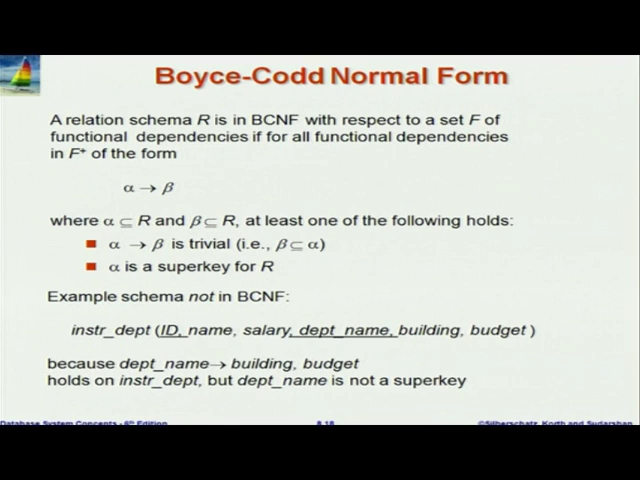 Boyce-Codd Normal Form
A relation schema R is in BCNF with respect to a set F of
functional dependencies if for all functional dependencies
in F+ of the form
α → β
where α ⊆ R and β ⊆ R, at least one of the following holds:
α → β is trivial (i.e., β ⊆ α)
α is a superkey for R
Example schema not in BCNF:
instr_dept (ID, name, salary, dept_name, building, budget )
because dept_name→ building, budget
holds on instr_dept, but dept_name is not a superkey
Database System Concepts - 6th Edition
8.18
©Silberschatz, Korth and Sudarshan